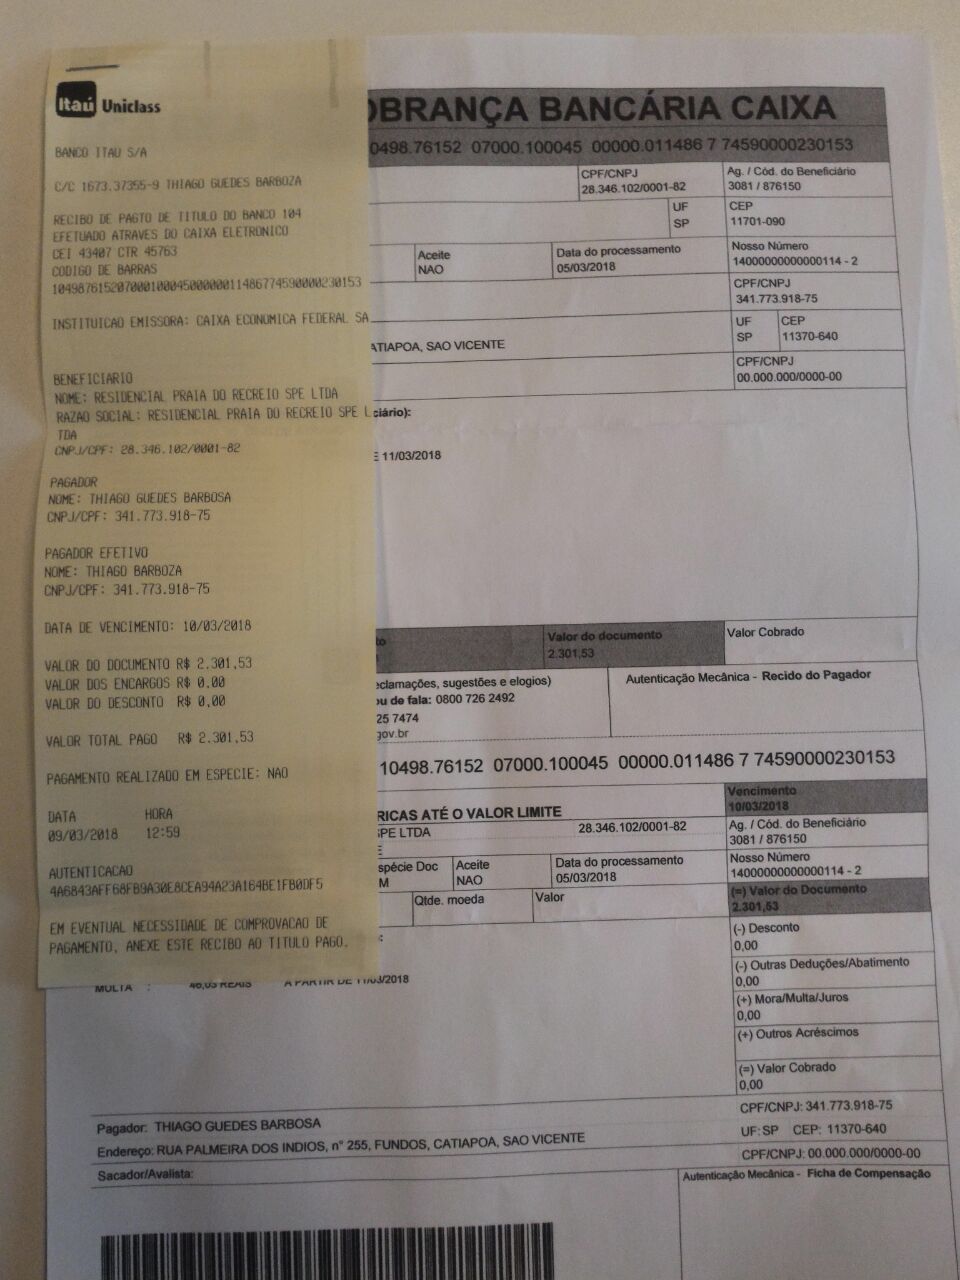 Itaú Uniclass
BANCO ITAU S/A
C/C 1673.37355-9 THIAGO GUEDES BARBOZA
RECIBO DE PAGTO DE TITULO DO BANCO 104
EFETUADO ATRAVES DO CAIXA ELETRONICO
CEI 43407 CTR 45763
CODIGO DE BARRAS
10498761520700010004500000011486774590000230153
INSTITUICAO EMISSORA: CAIXA ECONOMICA FEDERAL SA
BENEFICIARIO
NOME: RESIDENCIAL PRAIA DO RECREIO SPE LTDA
RAZAO SOCIAL: RESIDENCIAL PRAIA DO RECREIO SPE L
TDA
CNPJ/CPF: 28.346.102/0001-82
PAGADOR
NOME: THIAGO GUEDES BARBOSA
CNPJ/CPF: 341.773.918-75
PAGADOR EFETIVO
NOME: THIAGO BARBOZA
CNPJ/CPF: 341.773.918-75
DATA DE VENCIMENTO: 10/03/2018
VALOR DO DOCUMENTO R$ 2.301,53
VALOR DOS ENCARGOS R$ 0,00
VALOR DO DESCONTO R$ 0,00
VALOR TOTAL PAGO R$ 2.301,53
PAGAMENTO REALIZADO EM ESPECIE: NAO
DATA HORA
09/03/2018 12:59
AUTENTICACAO
4A6843AFF68FB9A30E8CEA94A23A164BE1FB0DF5
EM EVENTUAL NECESSIDADE DE COMPROVACAO DE
PAGAMENTO, ANEXE ESTE RECIBO AO TITULO PAGO.
OBRANÇA BANCÁRIA CAIXA
10498.76152 07000.100045 00000.011486 7 74590000230153
CPF/CNPJ
28.346.102/0001-82
Ag. / Cód. do Beneficiário
3081 / 876150
UF
SP
CEP
11701-090
Aceite
NAO
Data do processamento
05/03/2018
Nosso Número
14000000000000114 - 2
CPF/CNPJ
341.773.918-75
ATIAPOA, SAO VICENTE
UF
SP
CEP
11370-640
CPF/CNPJ
00.000.000/0000-00
ciário):
E 11/03/2018
Valor do documento
2.301,53
Valor Cobrado
eclamações, sugestões e elogios)
ou de fala: 0800 726 2492
25 7474
gov.br
Autenticação Mecânica - Recido do Pagador
10498.76152 07000.100045 00000.011486 7 74590000230153
RICAS ATÉ O VALOR LIMITE
Vencimento
10/03/2018
SPE LTDA 28.346.102/0001-82
Ag. / Cód. do Beneficiário
3081 / 876150
spécie Doc
M
Aceite
NAO
Data do processamento
05/03/2018
Nosso Número
14000000000000114 - 2
Qtde. moeda
Valor
(=) Valor do Documento
2.301,53
(-) Desconto
0,00
(-) Outras Deduções/Abatimento
0,00
MULTA : 46,03 REAIS A PARTIR DE 11/03/2018
(+) Mora/Multa/Juros
0,00
(+) Outros Acréscimos
(=) Valor Cobrado
0,00
Pagador: THIAGO GUEDES BARBOSA CPF/CNPJ: 341.773.918-75
Endereço: RUA PALMEIRA DOS INDIOS, n° 255, FUNDOS, CATIAPOA, SAO VICENTE UF: SP CEP: 11370-640
Sacador/Avalista: CPF/CNPJ: 00.000.000/0000-00
Autenticação Mecânica - Ficha de Compensação